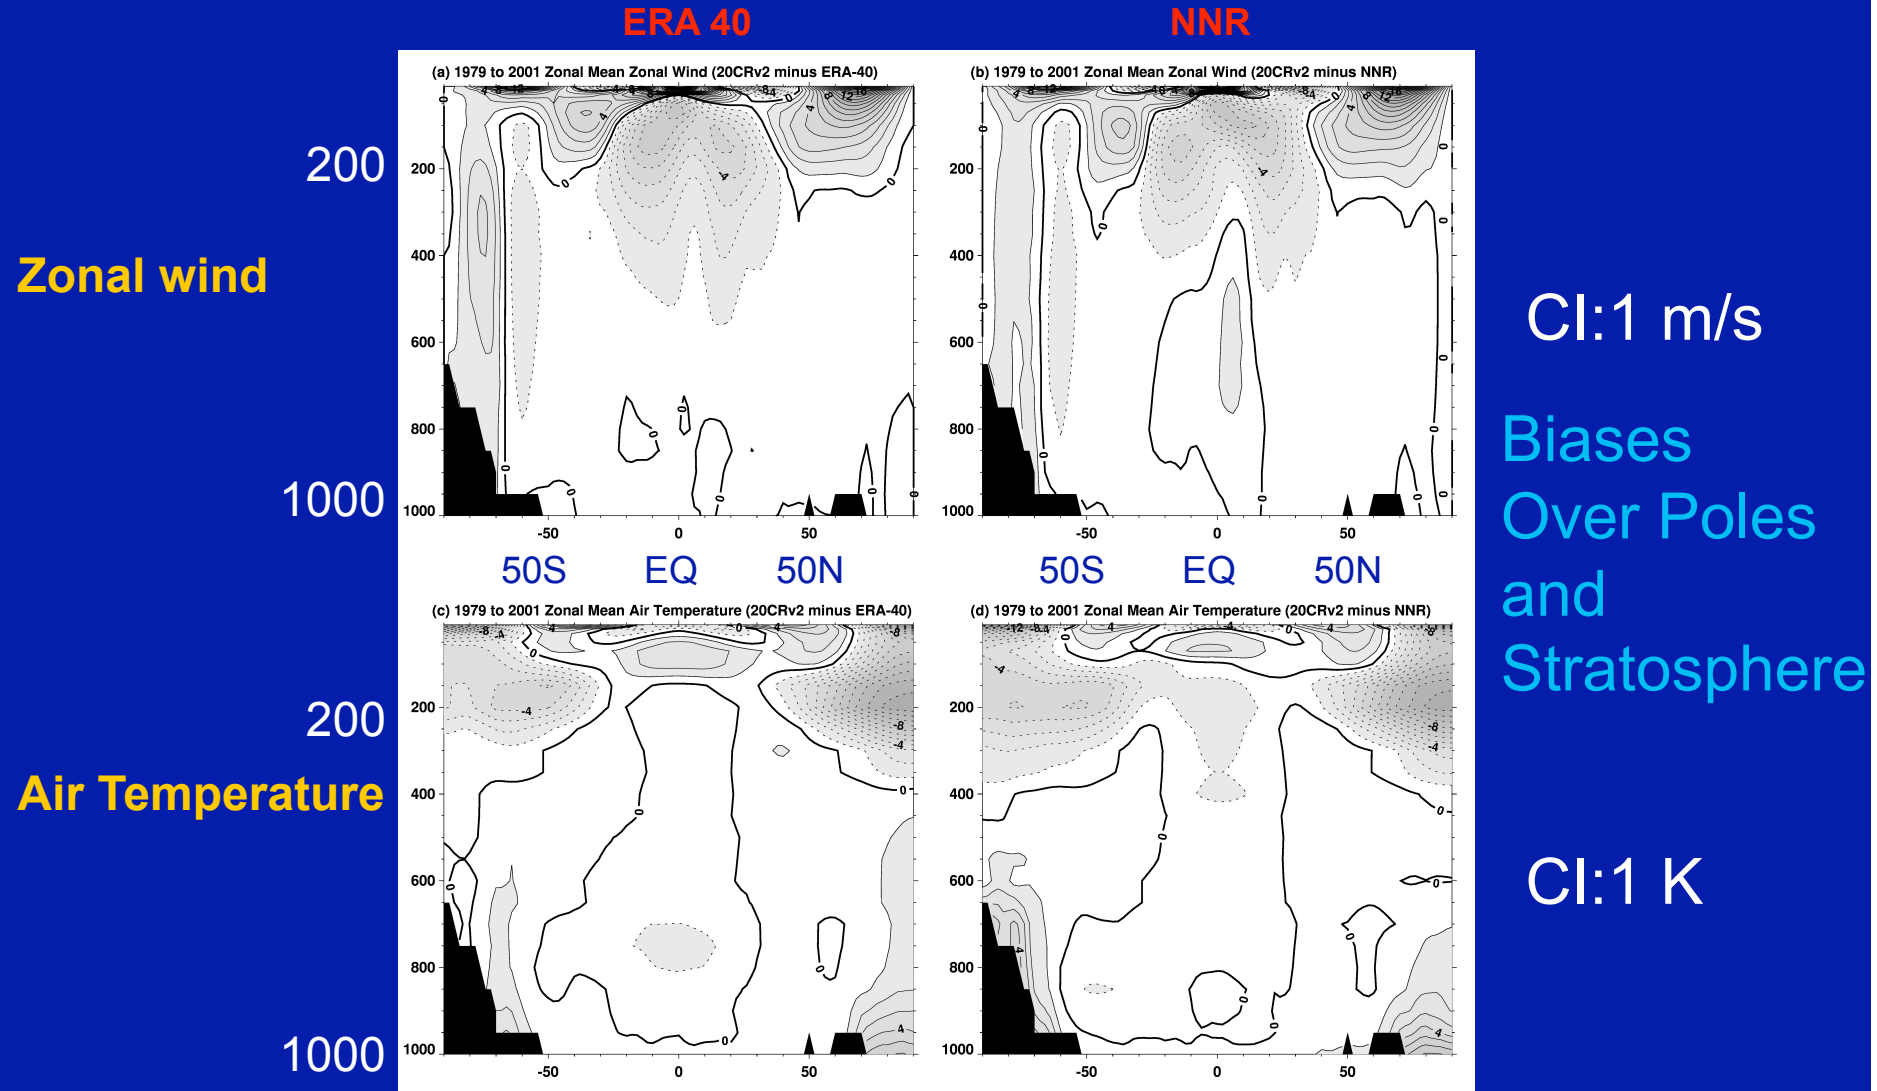 ERA 40
NNR
(a) 1979 to 2001 Zonal Mean Zonal Wind (20CRv2 minus ERA-40)
(b) 1979 to 2001 Zonal Mean Zonal Wind (20CRv2 minus NNR)
200
Zonal wind
1000
200
400
600
800
1000
-50
0
50
200
400
600
800
1000
-50
0
50
CI:1 m/s
50S
EQ
50N
50S
EQ
50N
Biases
Over Poles
and
Stratosphere
(c) 1979 to 2001 Zonal Mean Air Temperature (20CRv2 minus ERA-40)
(d) 1979 to 2001 Zonal Mean Air Temperature (20CRv2 minus NNR)
200
Air Temperature
1000
200
400
600
800
1000
-50
0
50
200
400
600
800
1000
-50
0
50
CI:1 K